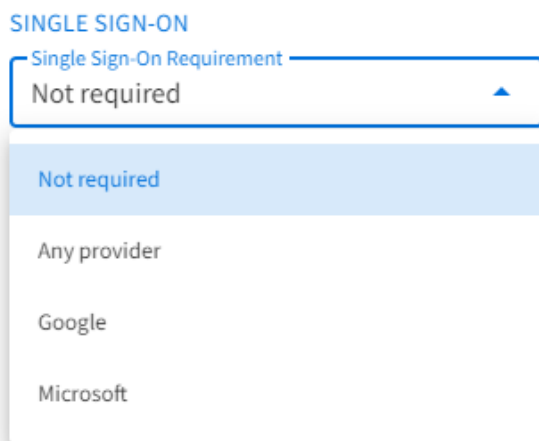 SINGLE SIGN-ON
Single Sign-On Requirement
Not required
Not required
Any provider
Google
Microsoft